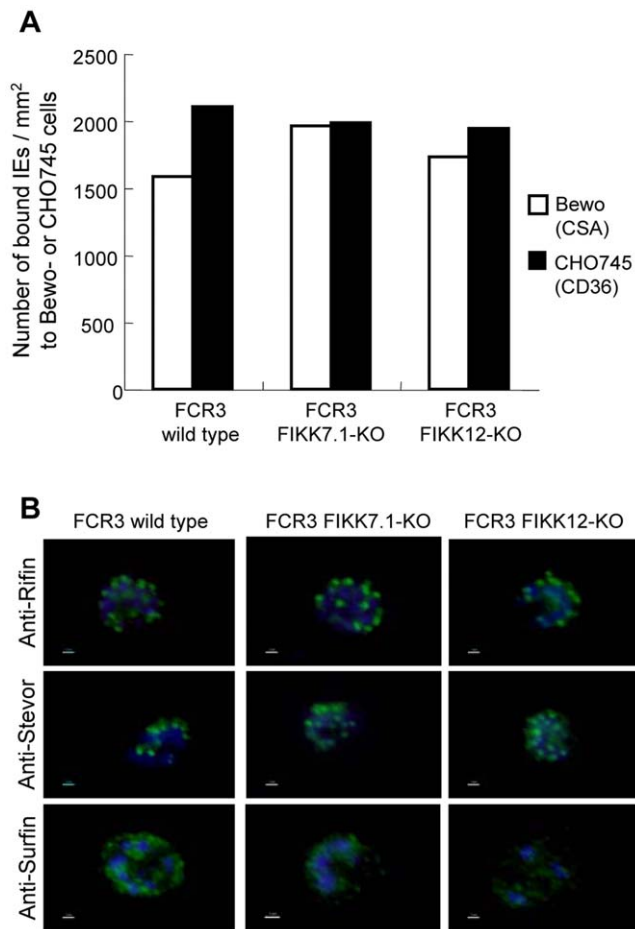 A
Number of bound IEs / mm2
to Bewo- or CHO745 cells
2500
2000
1500
1000
500
0
FCR3
wild type
FCR3
FIKK7.1-KO
FCR3
FIKK12-KO
Bewo
(CSA)
CHO745
(CD36)
B
FCR3 wild type
FCR3 FIKK7.1-KO
FCR3 FIKK12-KO
Anti-Rifin
Anti-Stevor
Anti-Surfin